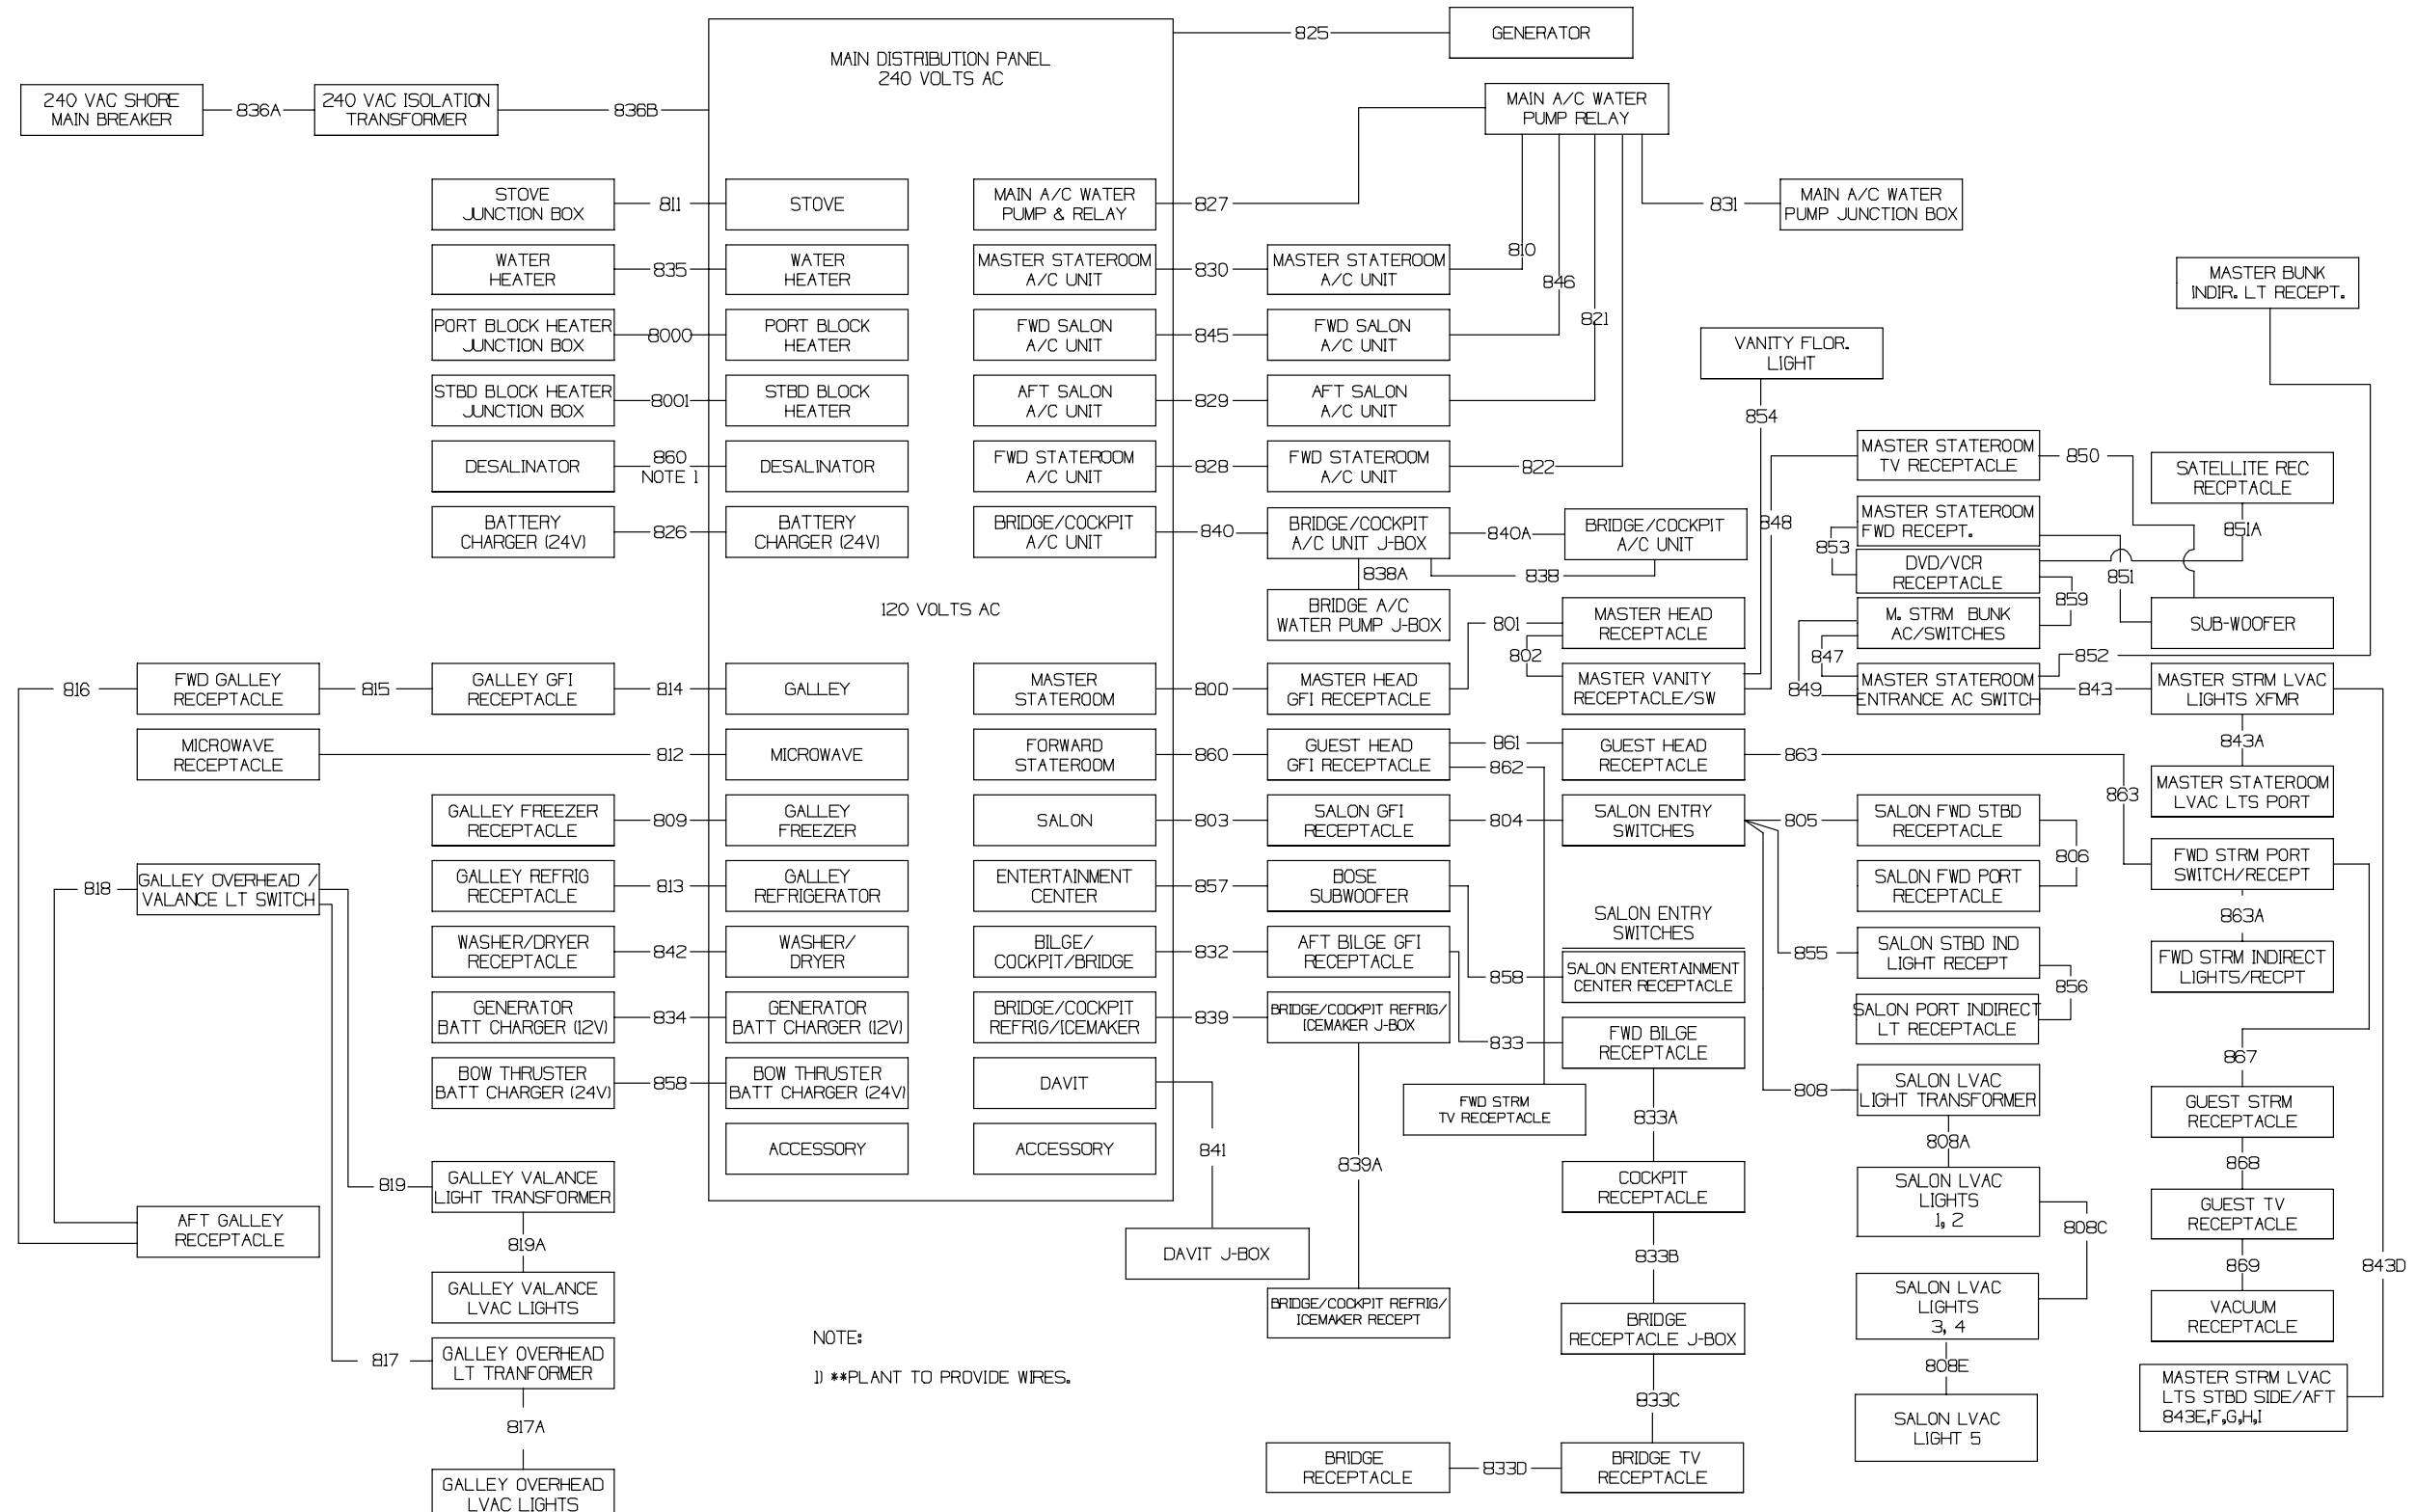 825
GENERATOR
MAIN DISTRIBUTION PANEL
240 VOLTS AC
240 VAC SHORE
MAIN BREAKER
836A
240 VAC ISOLATION
TRANSFORMER
836B
MAIN A/C WATER
PUMP RELAY
STOVE
JUNCTION BOX
811
STOVE
MAIN A/C WATER
PUMP & RELAY
827
831
MAIN A/C WATER
PUMP JUNCTION BOX
WATER
HEATER
835
WATER
HEATER
MASTER STATEROOM
A/C UNIT
830
MASTER STATEROOM
A/C UNIT
810
846
821
MASTER BUNK
INDIR. LT RECEPT.
PORT BLOCK HEATER
JUNCTION BOX
8000
PORT BLOCK
HEATER
FWD SALON
A/C UNIT
845
FWD SALON
A/C UNIT
VANITY FLOR.
LIGHT
STBD BLOCK HEATER
JUNCTION BOX
8001
STBD BLOCK
HEATER
AFT SALON
A/C UNIT
829
AFT SALON
A/C UNIT
854
DESALINATOR
860
NOTE 1
DESALINATOR
FWD STATEROOM
A/C UNIT
828
FWD STATEROOM
A/C UNIT
822
MASTER STATEROOM
TV RECEPTACLE
850
SATELLITE REC
RECPTACLE
BATTERY
CHARGER (24V)
826
BATTERY
CHARGER (24V)
BRIDGE/COCKPIT
A/C UNIT
840
BRIDGE/COCKPIT
A/C UNIT J-BOX
840A
BRIDGE/COCKPIT
A/C UNIT
848
MASTER STATEROOM
FWD RECEPT.
851A
853
DVD/VCR
RECEPTACLE
851
859
838A
838
120 VOLTS AC
BRIDGE A/C
WATER PUMP J-BOX
801
MASTER HEAD
RECEPTACLE
M. STRM BUNK
AC/SWITCHES
SUB-WOOFER
802
847
852
816
FWD GALLEY
RECEPTACLE
815
GALLEY GFI
RECEPTACLE
814
GALLEY
MASTER
STATEROOM
800
MASTER HEAD
GFI RECEPTACLE
MASTER VANITY
RECEPTACLE/SW
849
MASTER STATEROOM
ENTRANCE AC SWITCH
843
MASTER STRM LVAC
LIGHTS XFMR
MICROWAVE
RECEPTACLE
812
MICROWAVE
FORWARD
STATEROOM
860
GUEST HEAD
GFI RECEPTACLE
861
862
GUEST HEAD
RECEPTACLE
863
843A
863
MASTER STATEROOM
LVAC LTS PORT
GALLEY FREEZER
RECEPTACLE
809
GALLEY
FREEZER
SALON
803
SALON GFI
RECEPTACLE
804
SALON ENTRY
SWITCHES
805
SALON FWD STBD
RECEPTACLE
806
FWD STRM PORT
SWITCH/RECEPT
818
GALLEY OVERHEAD /
VALANCE LT SWITCH
GALLEY REFRIG
RECEPTACLE
813
GALLEY
REFRIGERATOR
ENTERTAINMENT
CENTER
857
BOSE
SUBWOOFER
SALON FWD PORT
RECEPTACLE
863A
SALON ENTRY
SWITCHES
WASHER/DRYER
RECEPTACLE
842
WASHER/
DRYER
BILGE/
COCKPIT/BRIDGE
832
AFT BILGE GFI
RECEPTACLE
858
SALON ENTERTAINMENT
CENTER RECEPTACLE
855
SALON STBD IND
LIGHT RECEPT
856
FWD STRM INDIRECT
LIGHTS/RECPT
GENERATOR
BATT CHARGER (12V)
834
GENERATOR
BATT CHARGER (12V)
BRIDGE/COCKPIT
REFRIG/ICEMAKER
839
BRIDGE/COCKPIT REFRIG/
ICEMAKER J-BOX
833
FWD BILGE
RECEPTACLE
SALON PORT INDIRECT
LT RECEPTACLE
867
BOW THRUSTER
BATT CHARGER (24V)
858
BOW THRUSTER
BATT CHARGER (24V)
DAVIT
FWD STRM
TV RECEPTACLE
808
SALON LVAC
LIGHT TRANSFORMER
GUEST STRM
RECEPTACLE
833A
808A
ACCESSORY
ACCESSORY
841
839A
868
819
GALLEY VALANCE
LIGHT TRANSFORMER
COCKPIT
RECEPTACLE
SALON LVAC
LIGHTS
1, 2
808C
GUEST TV
RECEPTACLE
AFT GALLEY
RECEPTACLE
819A
DAVIT J-BOX
833B
869
843D
GALLEY VALANCE
LVAC LIGHTS
BRIDGE/COCKPIT REFRIG/
ICEMAKER RECEPT
BRIDGE
RECEPTACLE J-BOX
SALON LVAC
LIGHTS
3, 4
VACUUM
RECEPTACLE
NOTE:
817
GALLEY OVERHEAD
LT TRANFORMER
1) **PLANT TO PROVIDE WIRES.
808E
833C
MASTER STRM LVAC
LTS STBD SIDE/AFT
843E,F,G,H,I
817A
SALON LVAC
LIGHT 5
BRIDGE
RECEPTACLE
833D
BRIDGE TV
RECEPTACLE
GALLEY OVERHEAD
LVAC LIGHTS